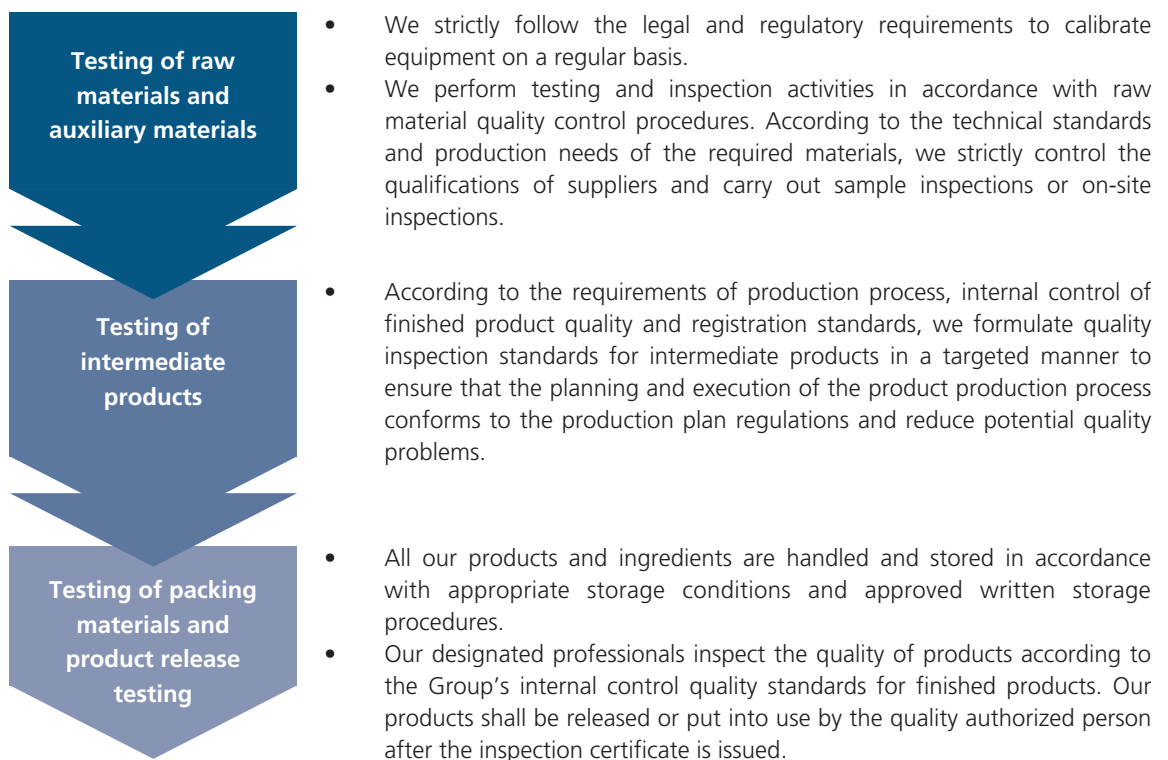 Testing of raw
materials and
auxiliary materials
• We strictly follow the legal and regulatory requirements to calibrate
equipment on a regular basis.
• We perform testing and inspection activities in accordance with raw
material quality control procedures. According to the technical standards
and production needs of the required materials, we strictly control the
qualifications of suppliers and carry out sample inspections or on-site
inspections.
Testing of
intermediate
products
• According to the requirements of production process, internal control of
finished product quality and registration standards, we formulate quality
inspection standards for intermediate products in a targeted manner to
ensure that the planning and execution of the product production process
conforms to the production plan regulations and reduce potential quality
problems.
Testing of packing
materials and
product release
testing
• All our products and ingredients are handled and stored in accordance
with appropriate storage conditions and approved written storage
procedures.
• Our designated professionals inspect the quality of products according to
the Group's internal control quality standards for finished products. Our
products shall be released or put into use by the quality authorized person
after the inspection certificate is issued.